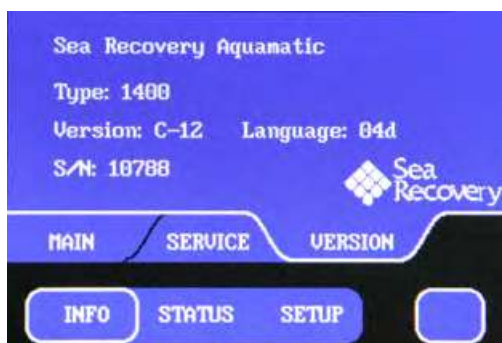 Sea Recovery Aquamatic
Type: 1400
Version: C-12 Language: 04d
S/N: 10788
Sea
Recovery
MAIN SERVICE VERSION
INFO STATUS SETUP